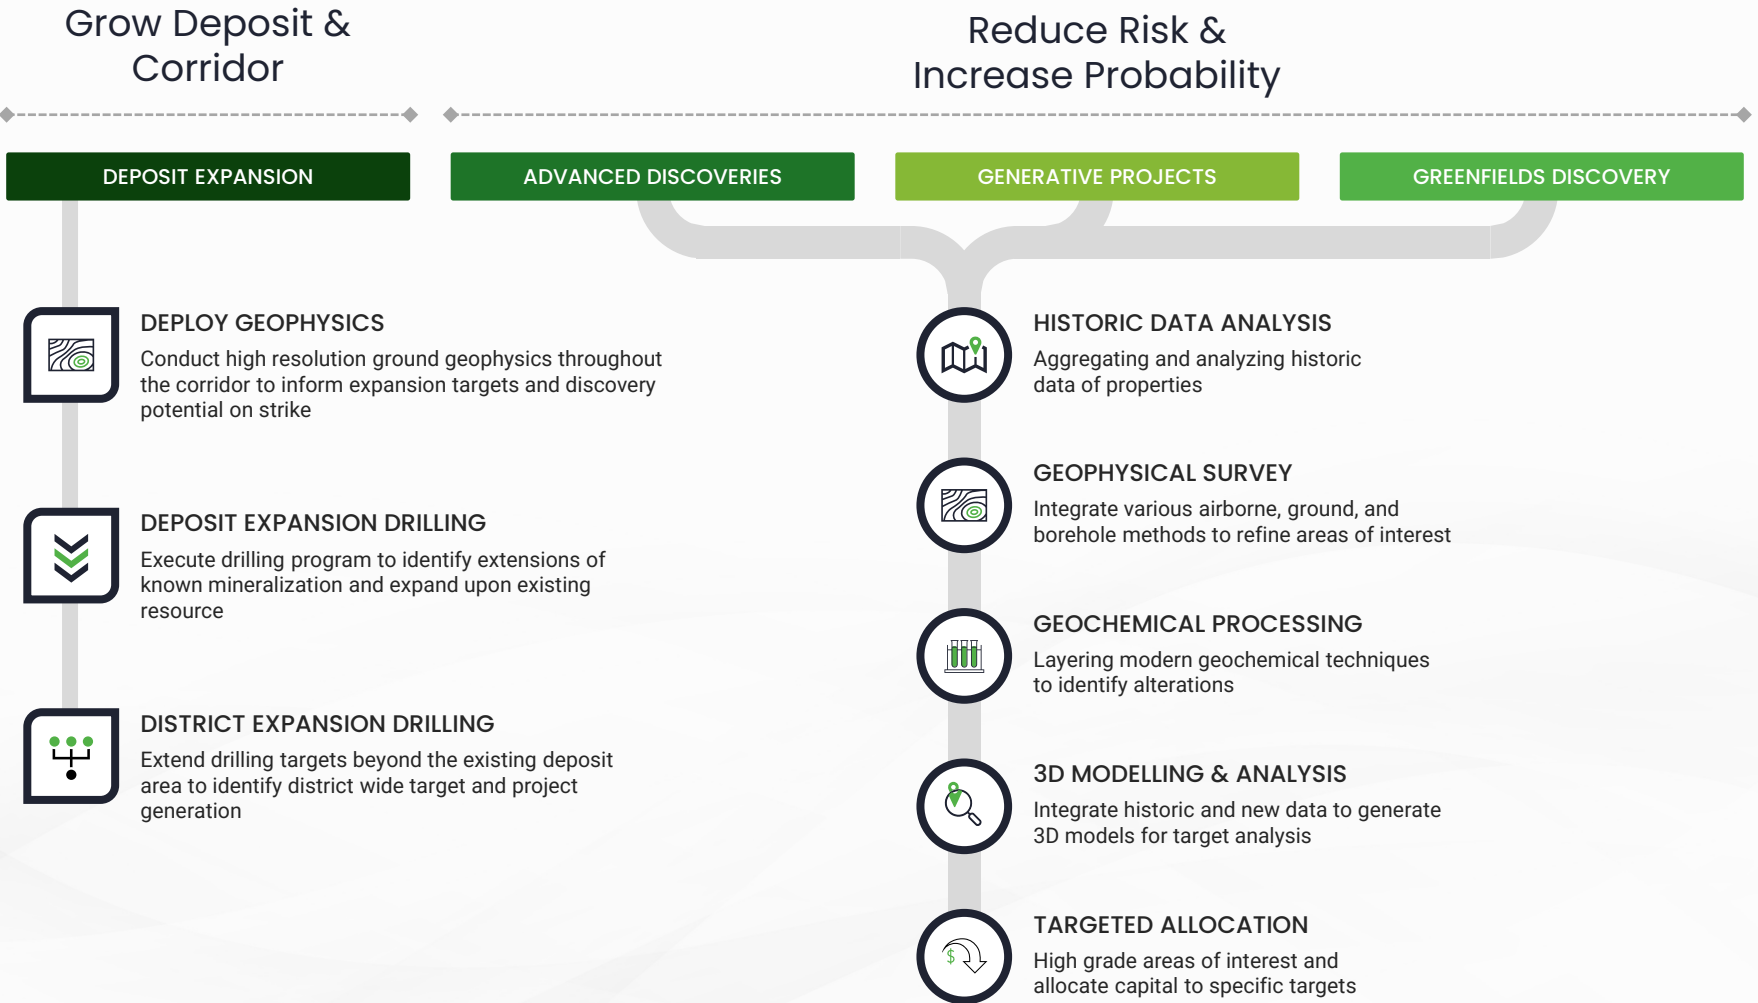 Grow Deposit &
Corridor
Reduce Risk &
Increase Probability
DEPOSIT EXPANSION
ADVANCED DISCOVERIES
GENERATIVE PROJECTS
GREENFIELDS DISCOVERY
DEPLOY GEOPHYSICS
Conduct high resolution ground geophysics throughout
the corridor to inform expansion targets and discovery
potential on strike
DEPOSIT EXPANSION DRILLING
Execute drilling program to identify extensions of
known mineralization and expand upon existing
resource
DISTRICT EXPANSION DRILLING
Extend drilling targets beyond the existing deposit
area to identify district wide target and project
generation
HISTORIC DATA ANALYSIS
Aggregating and analyzing historic
data of properties
GEOPHYSICAL SURVEY
Integrate various airborne, ground, and
borehole methods to refine areas of interest
GEOCHEMICAL PROCESSING
Layering modern geochemical techniques
to identify alterations
3D MODELLING & ANALYSIS
Integrate historic and new data to generate
3D models for target analysis
$
TARGETED ALLOCATION
High grade areas of interest and
allocate capital to specific targets